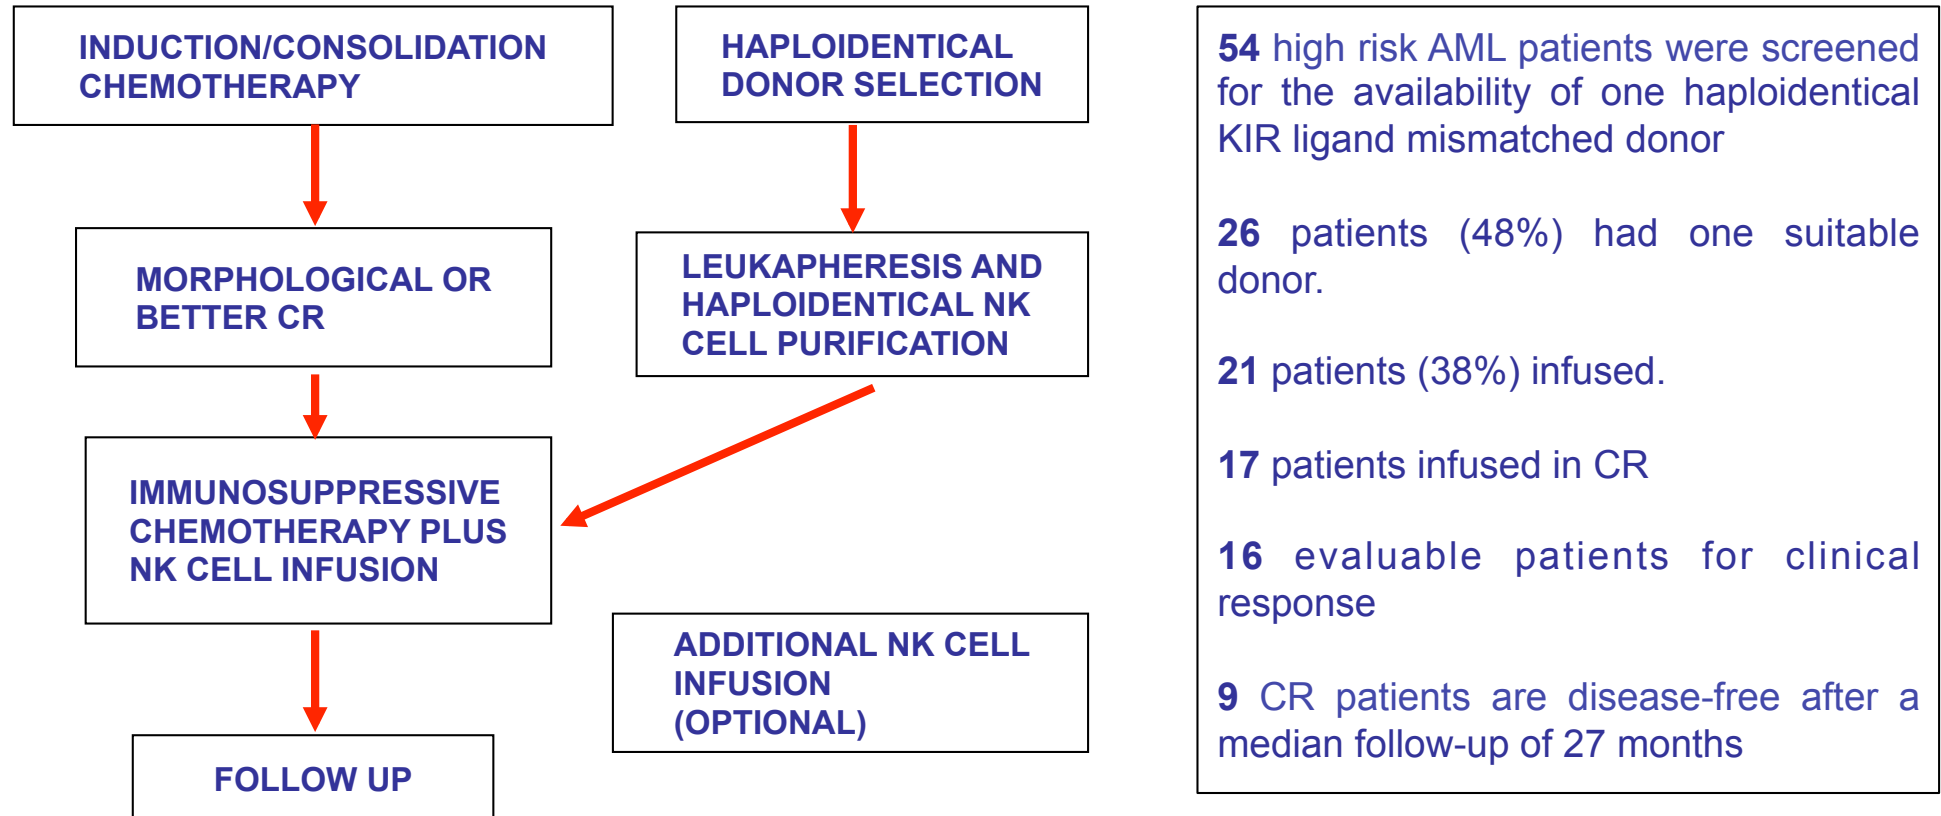 INDUCTION/CONSOLIDATION
CHEMOTHERAPY
HAPLOIDENTICAL
DONOR SELECTION
MORPHOLOGICAL OR
BETTER CR
LEUKAPHERESIS AND
HAPLOIDENTICAL NK
CELL PURIFICATION
IMMUNOSUPPRESSIVE
CHEMOTHERAPY PLUS
NK CELL INFUSION
ADDITIONAL NK CELL
INFUSION
(OPTIONAL)
FOLLOW UP
54 high risk AML patients were screened
for the availability of one haploidentical
KIR ligand mismatched donor
26 patients (48%) had one suitable
donor.
21 patients (38%) infused.
17 patients infused in CR
16 evaluable patients for clinical
response
9 CR patients are disease-free after a
median follow-up of 27 months